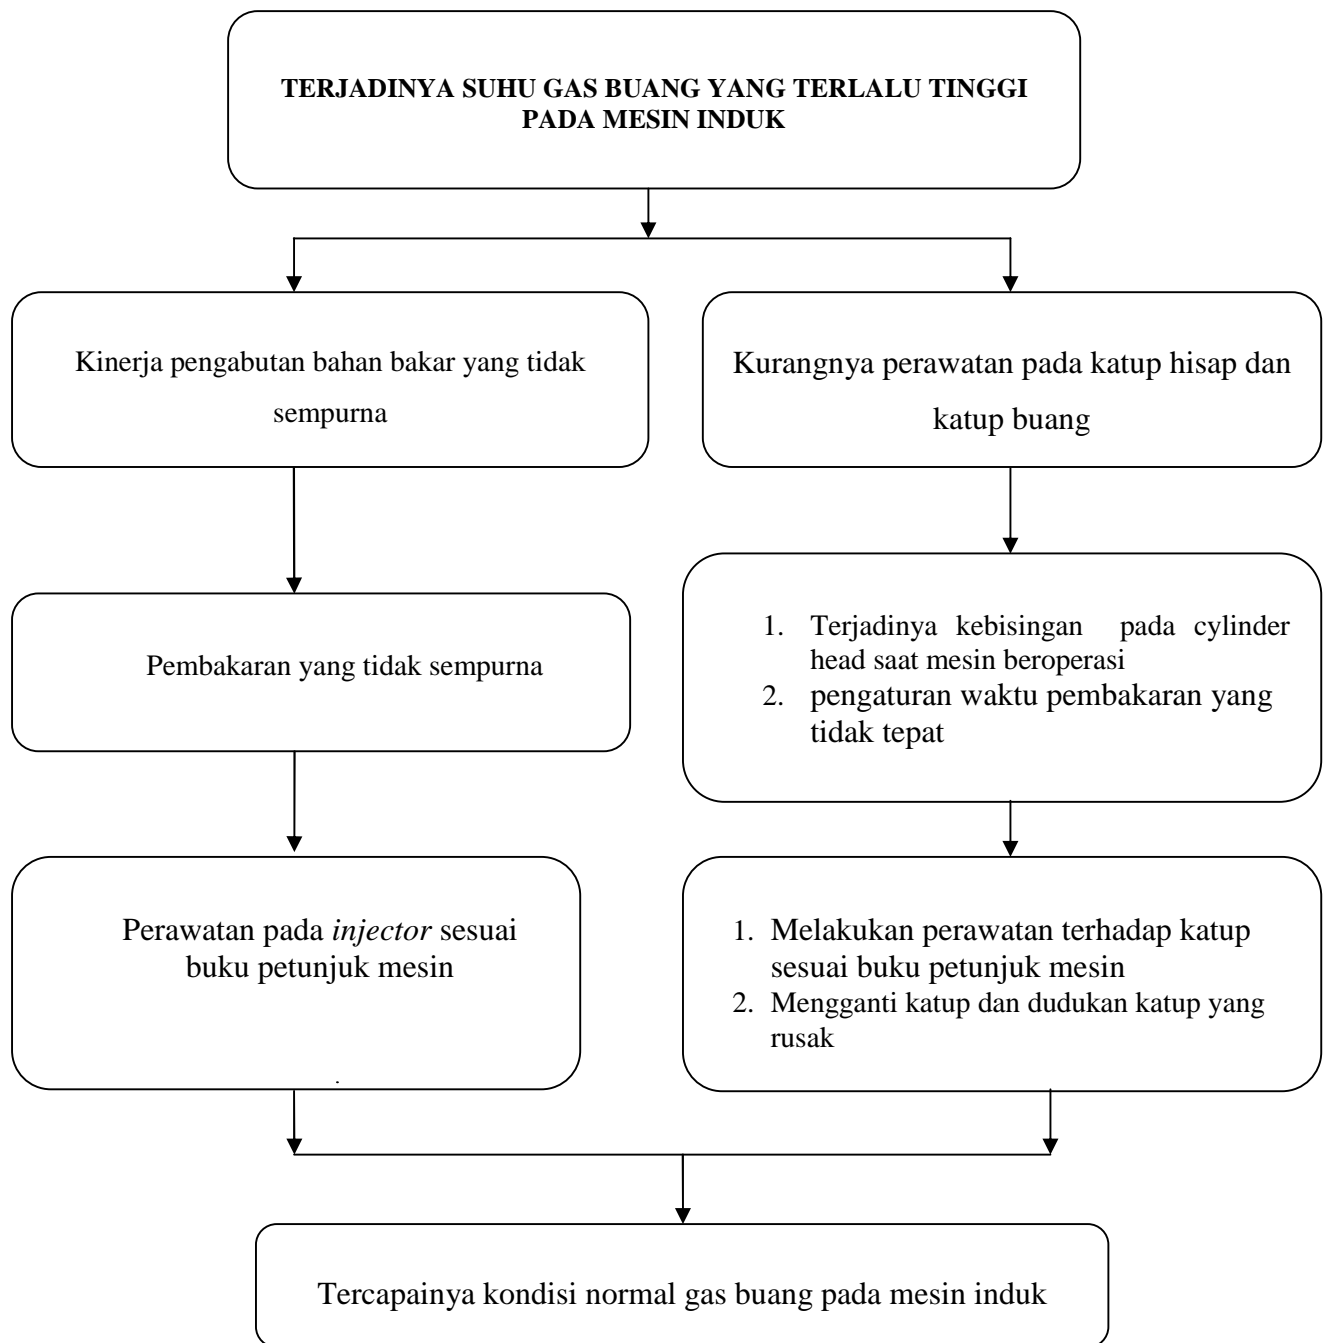 TERJADINYA SUHU GAS BUANG YANG TERLALU TINGGI
PADA MESIN INDUK
Kinerja pengabutan bahan bakar yang tidak
sempurna
Kurangnya perawatan pada katup hisap dan
katup buang
Pembakaran yang tidak sempurna
1. Terjadinya kebisingan pada cylinder
head saat mesin beroperasi
2. pengaturan waktu pembakaran yang
tidak tepat
Perawatan pada injector sesuai
buku petunjuk mesin
.
1. Melakukan perawatan terhadap katup
sesuai buku petunjuk mesin
2. Mengganti katup dan dudukan katup yang
rusak
Tercapainya kondisi normal gas buang pada mesin induk